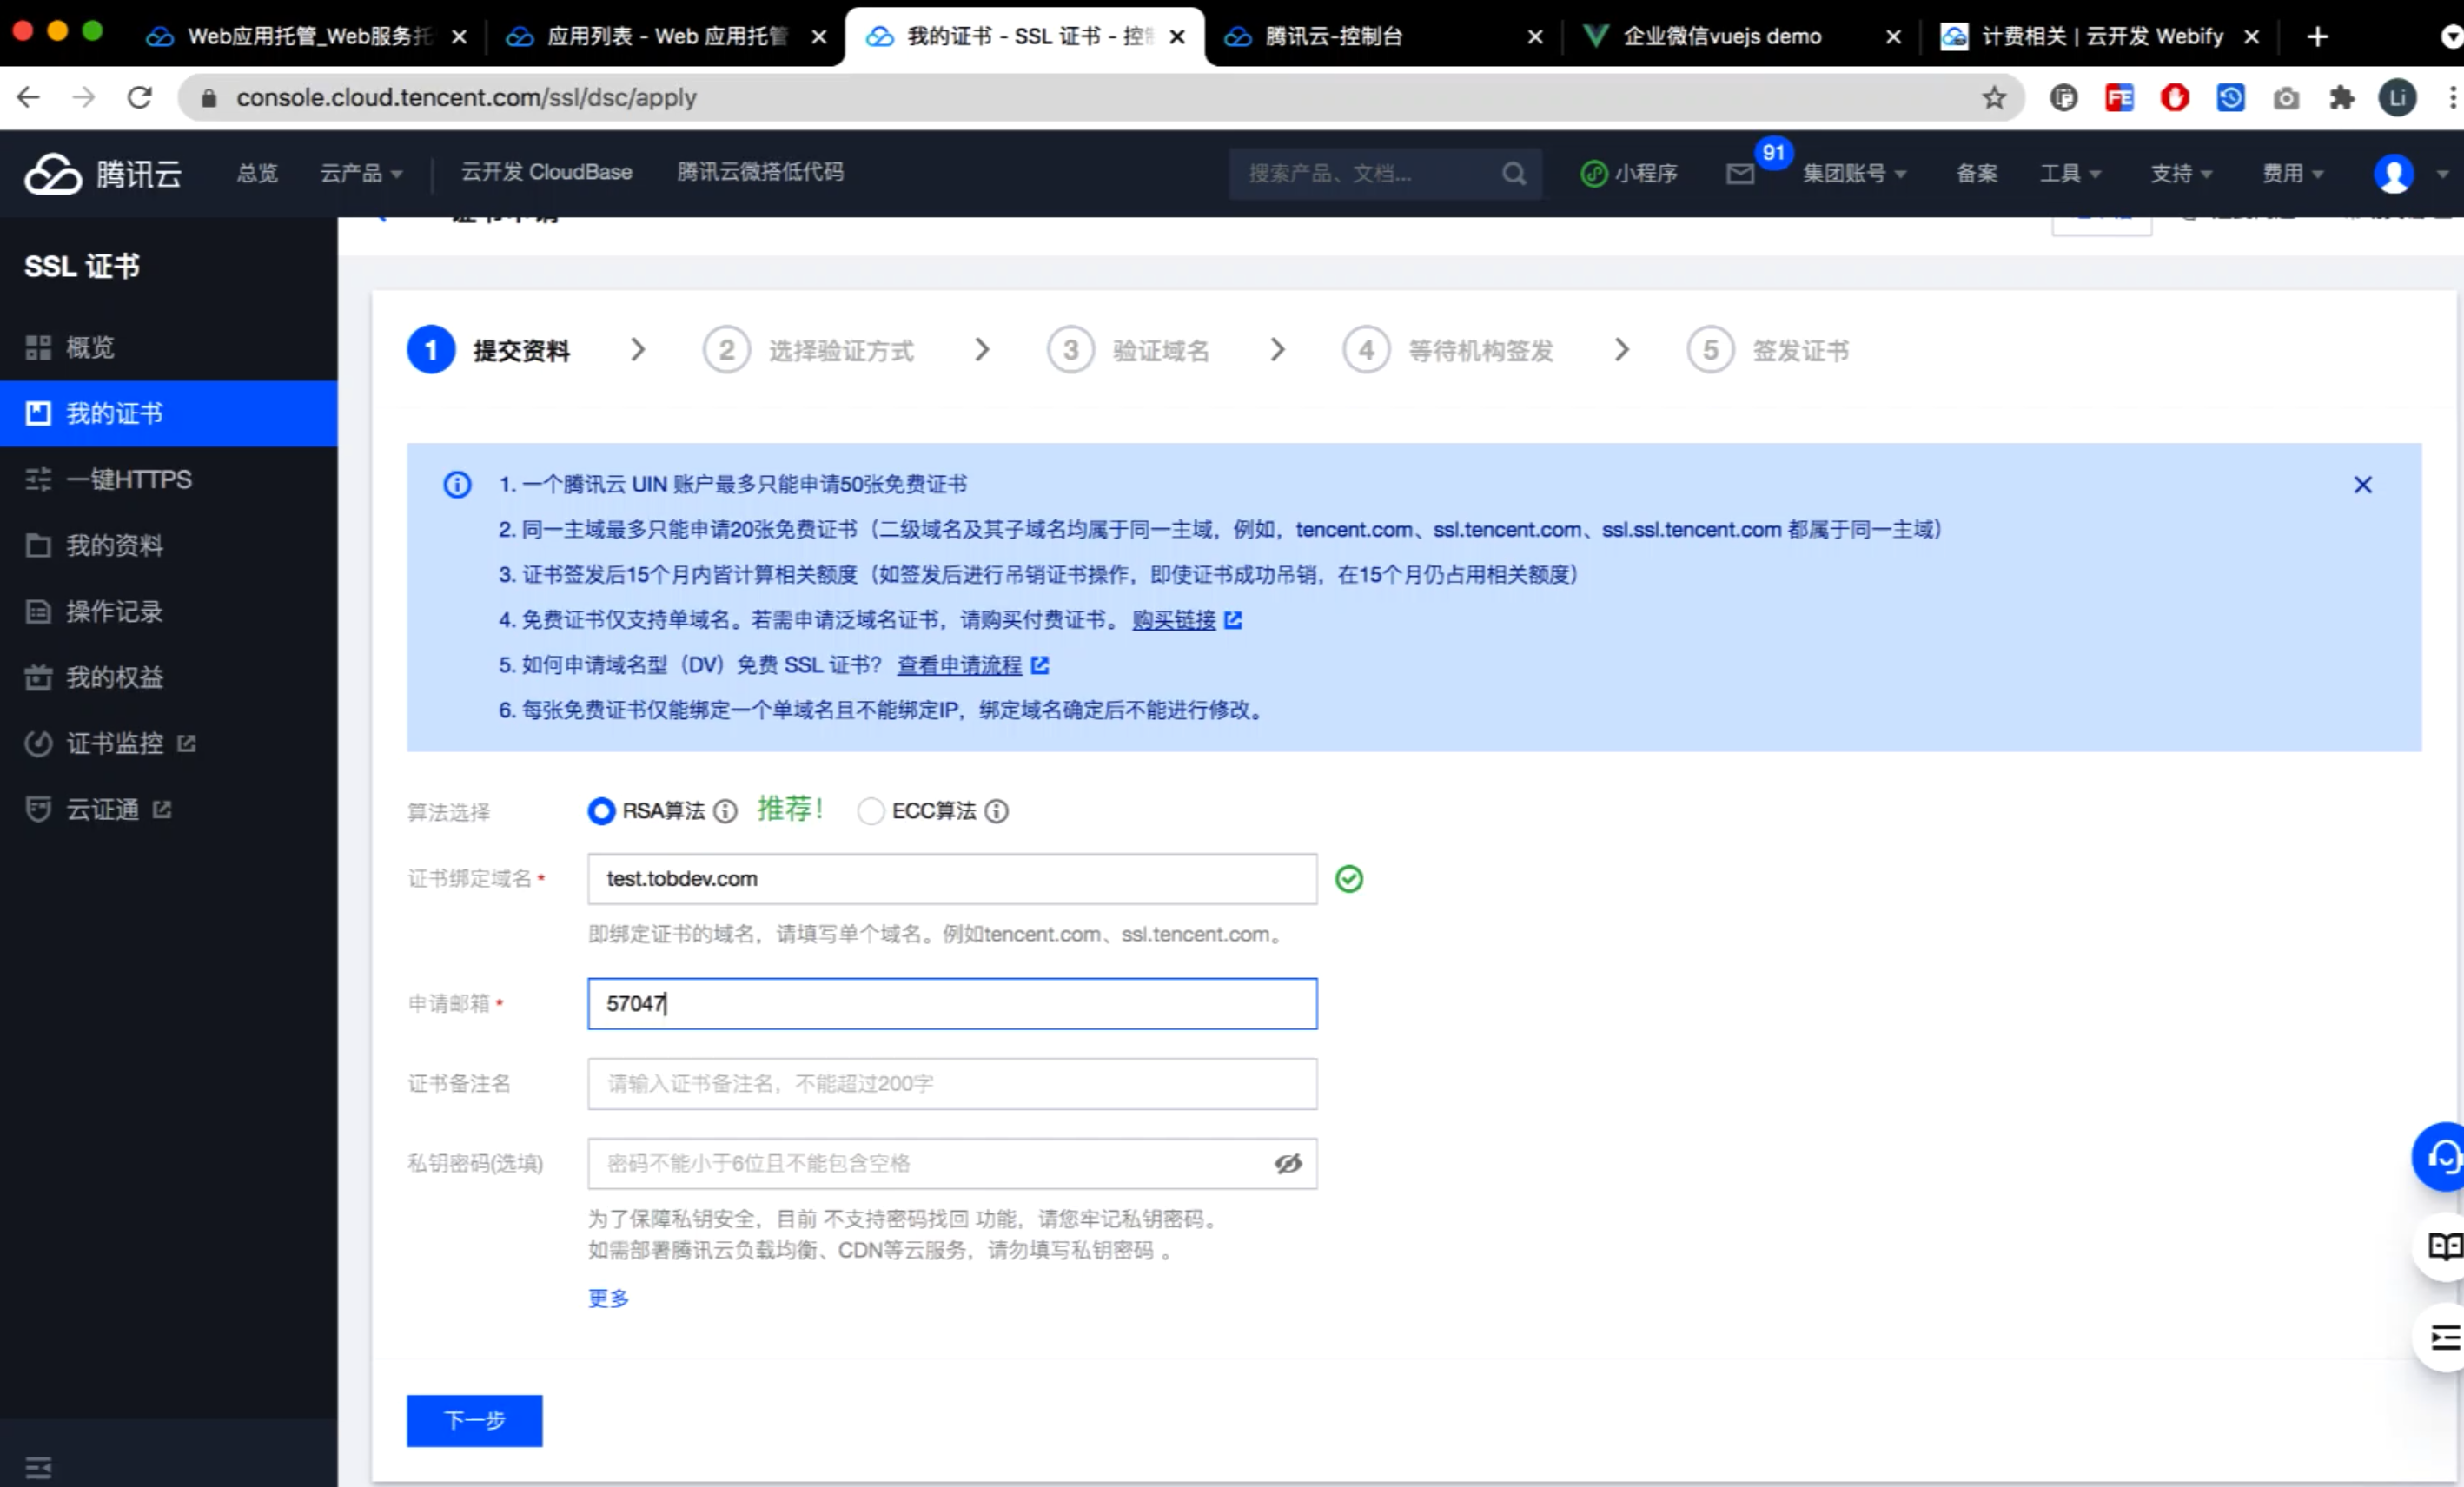 Web应用托管_Web服务托
应用列表 - Web 应用托管
我的证书 - SSL 证书 - 控制
腾讯云-控制台
企业微信vuejs demo
计费相关 | 云开发 Webify
console.cloud.tencent.com/ssl/dsc/apply
Li
腾讯云
总览
云产品
云开发 CloudBase
腾讯云微搭低代码
搜索产品、文档...
小程序
91
集团账号
备案
工具
支持
费用
证书申请
SSL 证书
概览
我的证书
一键HTTPS
我的资料
操作记录
我的权益
证书监控
云证通
1 提交资料
2 选择验证方式
3 验证域名
4 等待机构签发
5 签发证书
1. 一个腾讯云 UIN 账户最多只能申请50张免费证书
2. 同一主域最多只能申请20张免费证书（二级域名及其子域名均属于同一主域，例如，tencent.com、ssl.tencent.com、ssl.ssl.tencent.com 都属于同一主域）
3. 证书签发后15个月内皆计算相关额度（如签发后进行吊销证书操作，即使证书成功吊销，在15个月仍占用相关额度）
4. 免费证书仅支持单域名。若需申请泛域名证书，请购买付费证书。 购买链接
5. 如何申请域名型（DV）免费 SSL 证书？ 查看申请流程
6. 每张免费证书仅能绑定一个单域名且不能绑定IP，绑定域名确定后不能进行修改。
算法选择
RSA算法 推荐！ ECC算法
证书绑定域名 *
test.tobdev.com
即绑定证书的域名，请填写单个域名。例如tencent.com、ssl.tencent.com。
申请邮箱 *
57047
证书备注名
请输入证书备注名，不能超过200字
私钥密码(选填)
密码不能小于6位且不能包含空格
为了保障私钥安全，目前 不支持密码找回 功能，请您牢记私钥密码。
如需部署腾讯云负载均衡、CDN等云服务，请勿填写私钥密码 。
更多
下一步